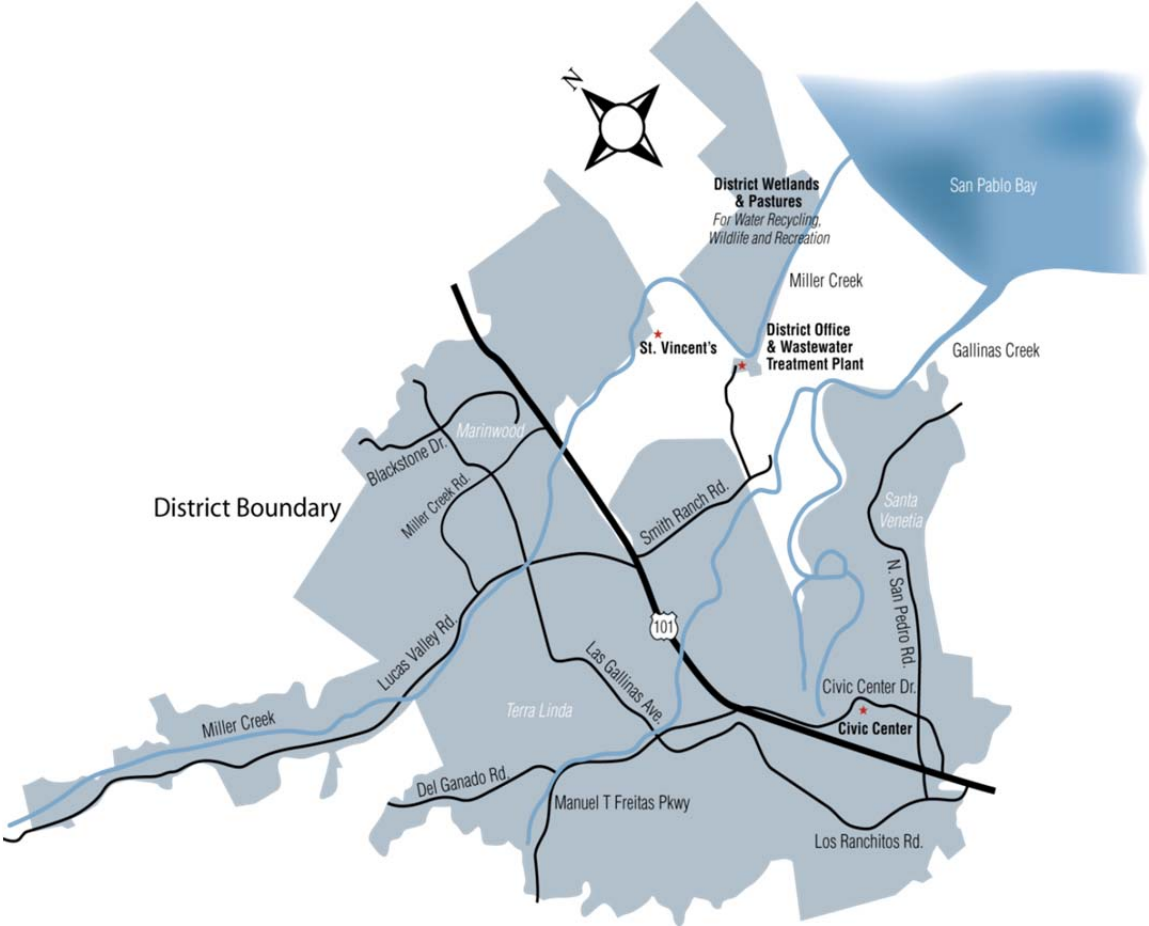 N
San Pablo Bay
District Wetlands
& Pastures
For Water Recycling,
Wildlife and Recreation
Miller Creek
District Office
& Wastewater
Treatment Plant
St. Vincent's
Gallinas Creek
Marinwood
Blackstone Dr.
Miller Creek Rd.
District Boundary
Smith Ranch Rd.
Santa
Venetia
N. San Pedro Rd.
101
Lucas Valley Rd.
Las Gallinas Ave.
Terra Linda
Miller Creek
Civic Center Dr.
Civic Center
Del Ganado Rd.
Manuel T Freitas Pkwy
Los Ranchitos Rd.